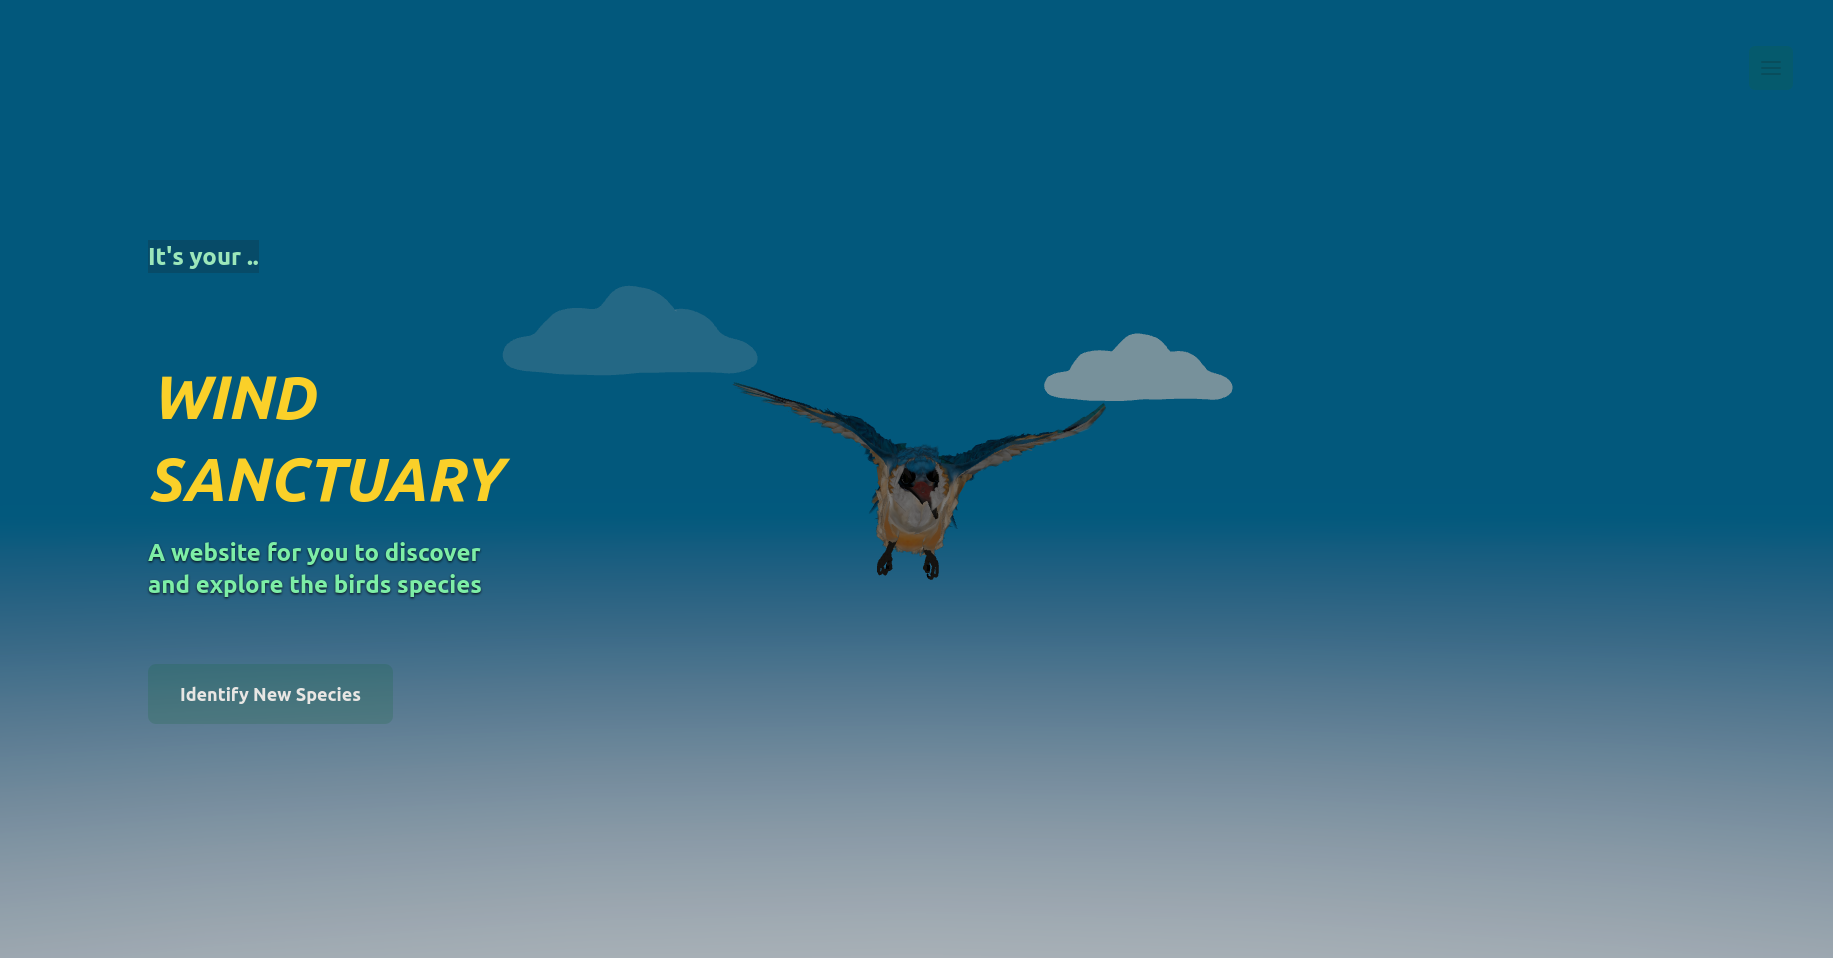 It's your ..
WIND
SANCTUARY
A website for you to discover
and explore the birds species
Identify New Species